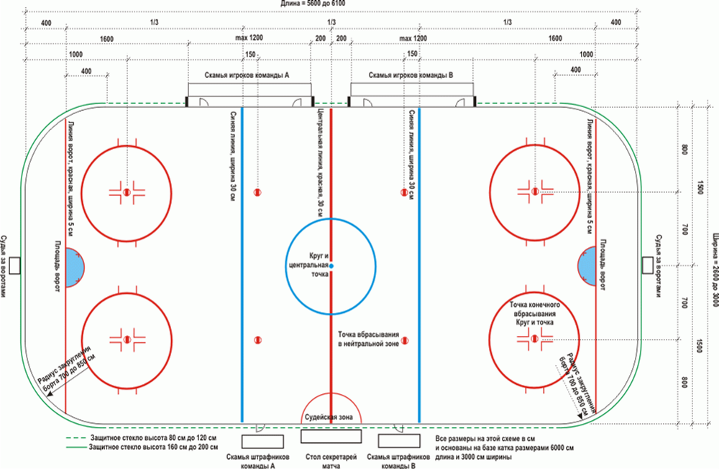 Длина = 5600 до 6100
400
1/3
1/3
1/3
400
1600
max 1200
200
200
max 1200
1600
1000
150
150
1000
400
400
Скамья игроков команды А
Скамья игроков команды В
Линия ворот, красная, ширина 5 см
Синяя линия, ширина 30 см
Центральная линия, красная, 30 см
Синяя линия, ширина 30 см
Линия ворот, красная, ширина 5 см
800
1500
700
Ширина = 2600 до 3000
700
1500
800
Судья за воротами
Площадь ворот
Круг и
центральная
точка
Площадь ворот
Судья за воротами
Точка конечного
вбрасывания
Круг и точка
Точка вбрасывания
в нейтральной зоне
Радиус закругления
борта 700 до 850 см
Радиус закругления
борта 700 до 850 см
Судейская зона
Защитное стекло высота 80 см до 120 см
Защитное стекло высота 160 см до 200 см
Скамья штрафников
команды А
Стол секретарей
матча
Скамья штрафников
команды В
Все размеры на этой схеме в см
и основаны на базе катка размерами 6000 см
длина и 3000 см ширины